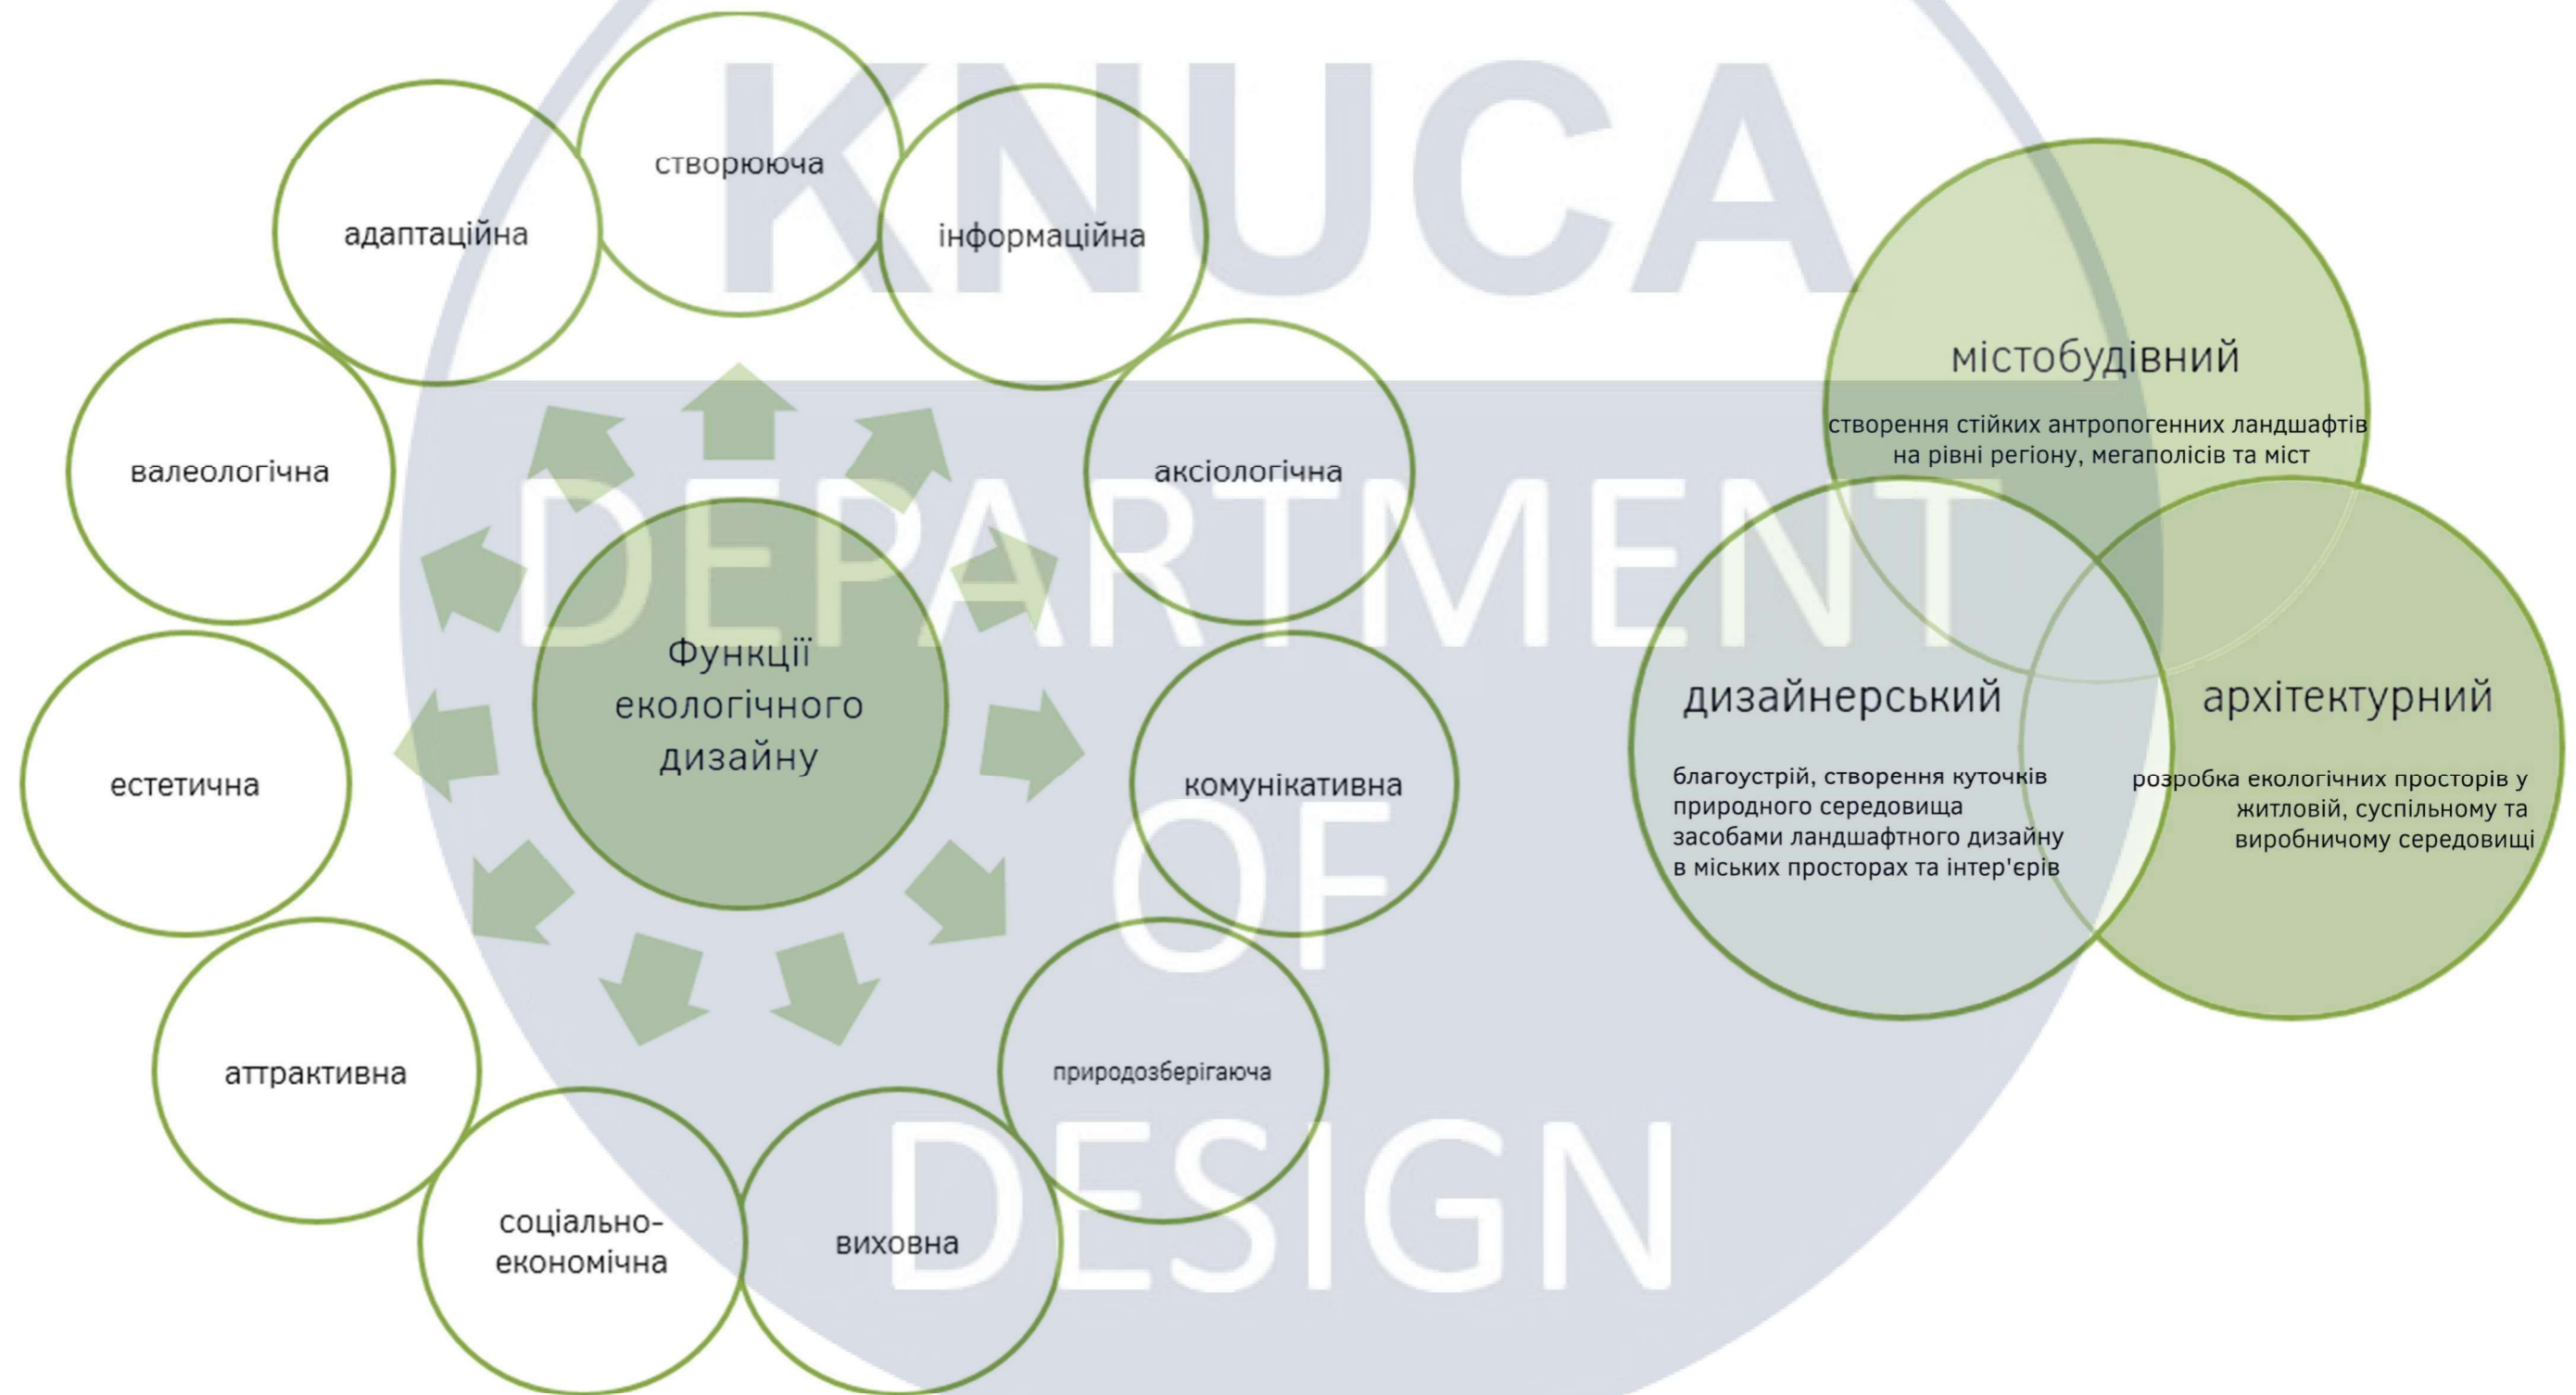 KNUCA
DEPARTMENT
OF
DESIGN
створююча
адаптаційна
інформаційна
валеологічна
аксіологічна
Функції
екологічного
дизайну
естетична
комунікативна
аттрактивна
природозберігаюча
соціально-
економічна
виховна
містобудівний
створення стійких антропогенних ландшафтів
на рівні регіону, мегаполісів та міст
дизайнерський
благоустрій, створення куточків
природного середовища
засобами ландшафтного дизайну
в міських просторах та інтер'єрів
архітектурний
розробка екологічних просторів у
житловій, суспільному та
виробничому середовищі